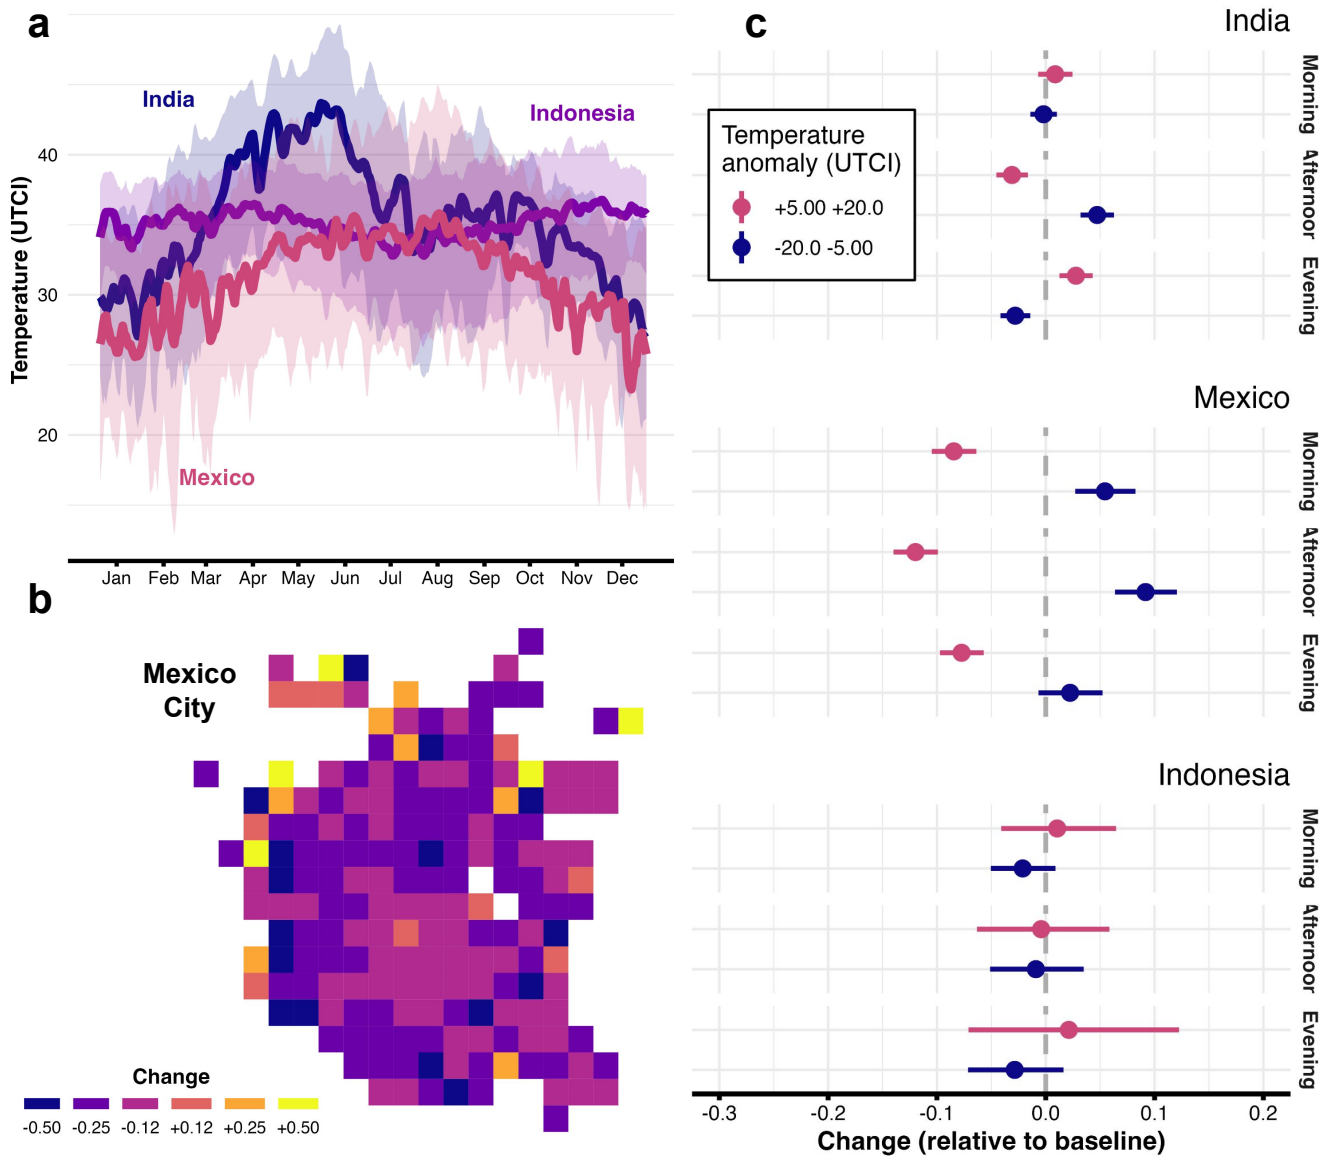 a
India
Indonesia
Mexico
Temperature (UTCI)
40
30
20
Jan Feb Mar Apr May Jun Jul Aug Sep Oct Nov Dec
b
Mexico
City
Change
-0.50 -0.25 -0.12 +0.12 +0.25 +0.50
c
India
Temperature
anomaly (UTCI)
+5.00 +20.0
-20.0 -5.00
Morning
Afternoor
Evening
Mexico
Morning
Afternoor
Evening
Indonesia
Morning
Afternoor
Evening
-0.3 -0.2 -0.1 0.0 0.1 0.2
Change (relative to baseline)